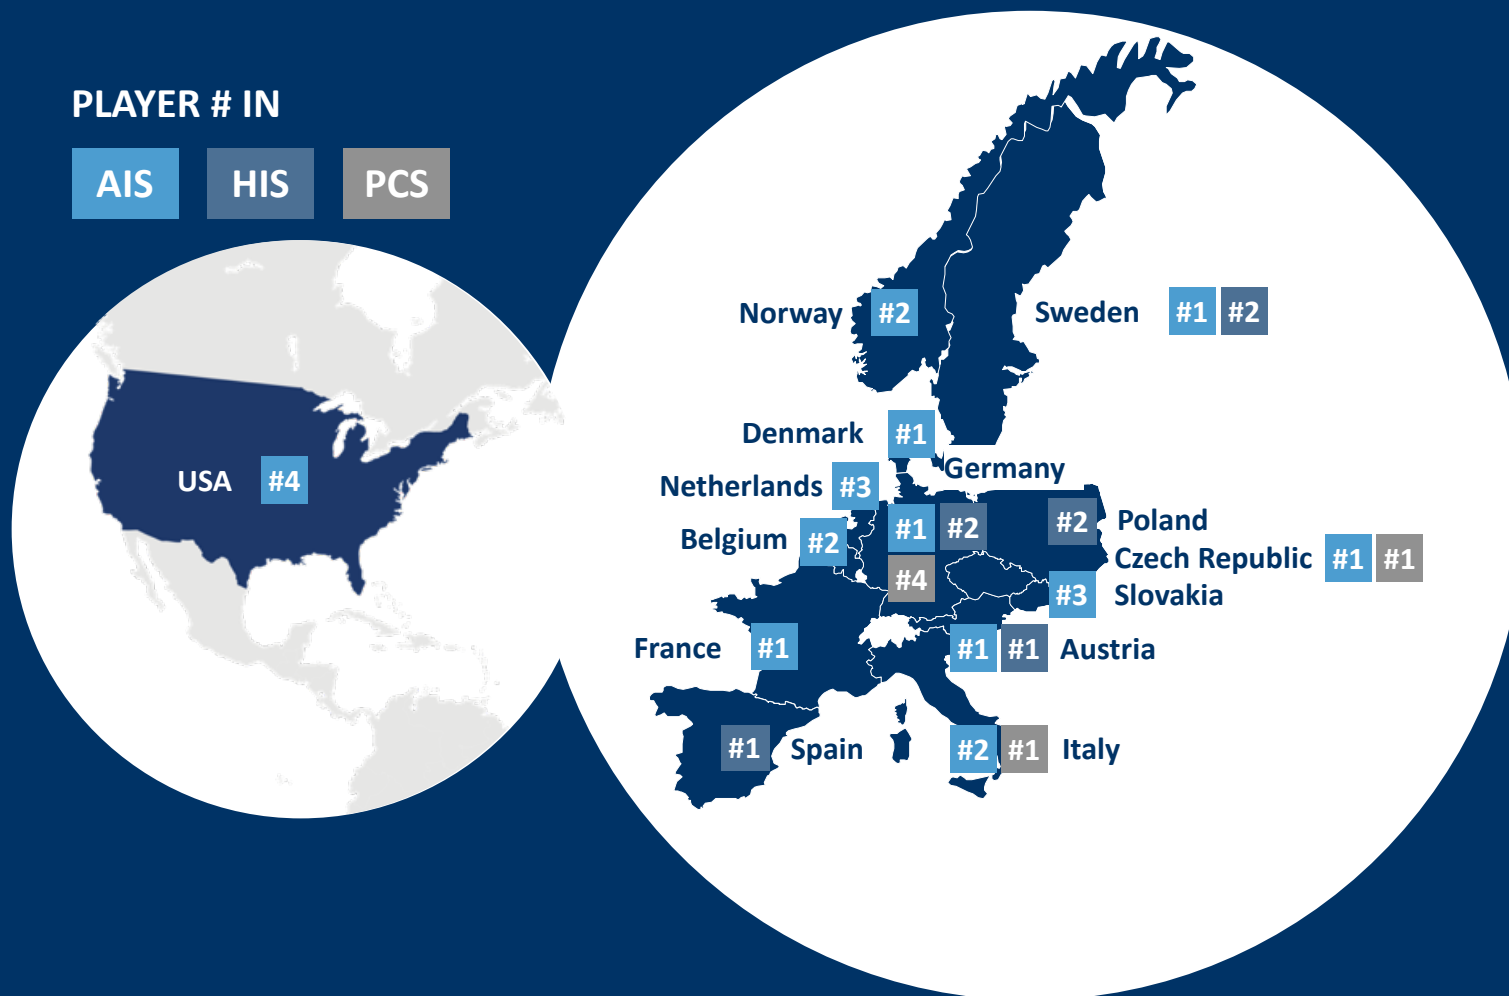 PLAYER # IN
AIS HIS PCS
USA #4
Norway #2
Sweden #1 #2
Denmark #1
Germany
#1 #2
#4
Netherlands #3
Belgium #2
#2 Poland
Czech Republic #1 #1
#3 Slovakia
France #1
#1 #1 Austria
#1 Spain
#2 #1 Italy